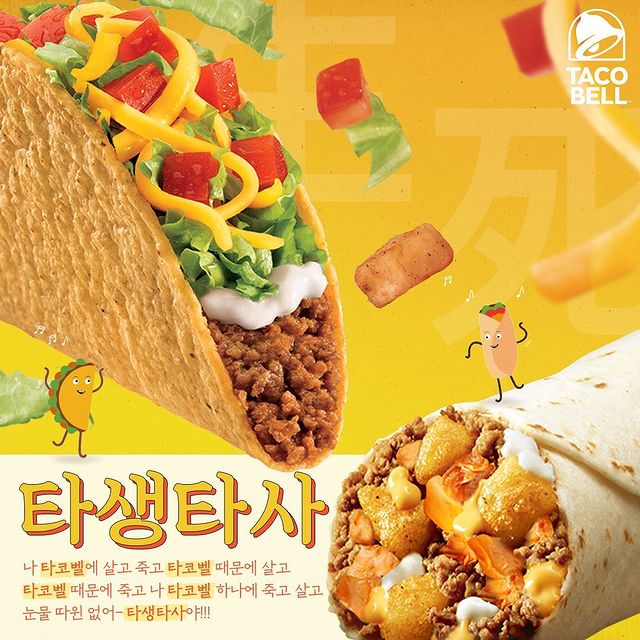 生
死
TACO
BELL
타생타사
나 타코벨에 살고 죽고 타코벨 때문에 살고
타코벨 때문에 죽고 나 타코벨 하나에 죽고 살고
눈물 따윈 없어- 타생타사야!!!